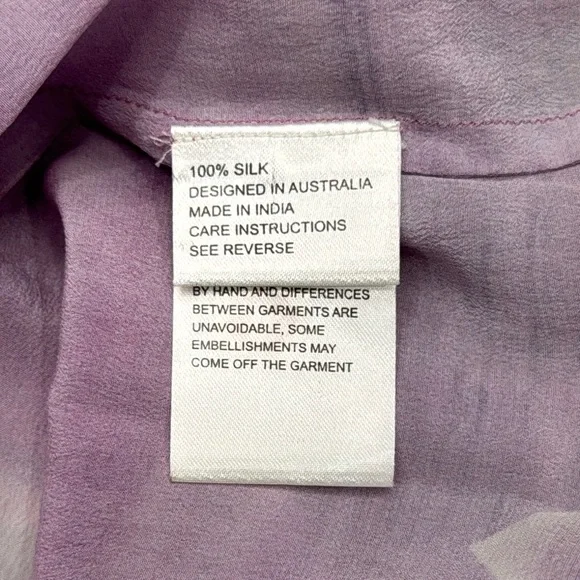 100% SILK
DESIGNED IN AUSTRALIA
MADE IN INDIA
CARE INSTRUCTIONS
SEE REVERSE
BY HAND AND DIFFERENCES
BETWEEN GARMENTS ARE
UNAVOIDABLE, SOME
EMBELLISHMENTS MAY
COME OFF THE GARMENT